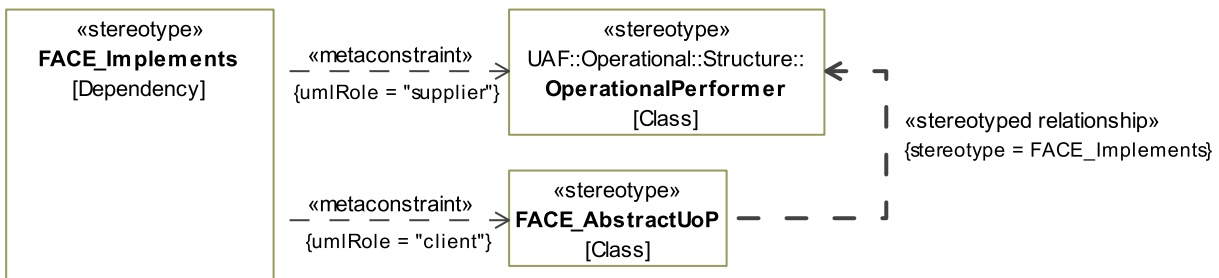 «stereotype»
FACE_Implements
[Dependency]
«metaconstraint»
{umlRole = "supplier"}
«stereotype»
UAF::Operational::Structure::
OperationalPerformer
[Class]
«stereotyped relationship»
{stereotype = FACE_Implements}
«metaconstraint»
{umlRole = "client"}
«stereotype»
FACE_AbstractUoP
[Class]